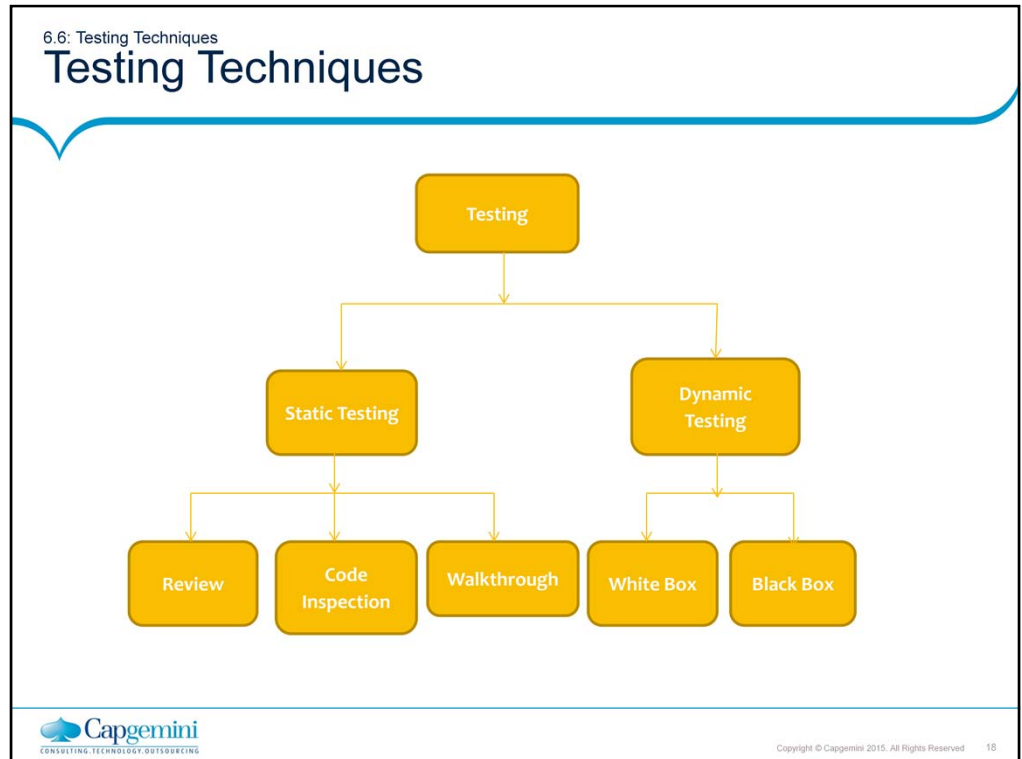 6.6: Testing Techniques
Testing Techniques
Testing
Static Testing
Dynamic
Testing
Review
Code
Inspection
Walkthrough
White Box
Black Box
Capgemini
CONSULTING.TECHNOLOGY.OUTSOURCING
Copyright © Capgemini 2015. All Rights Reserved 18